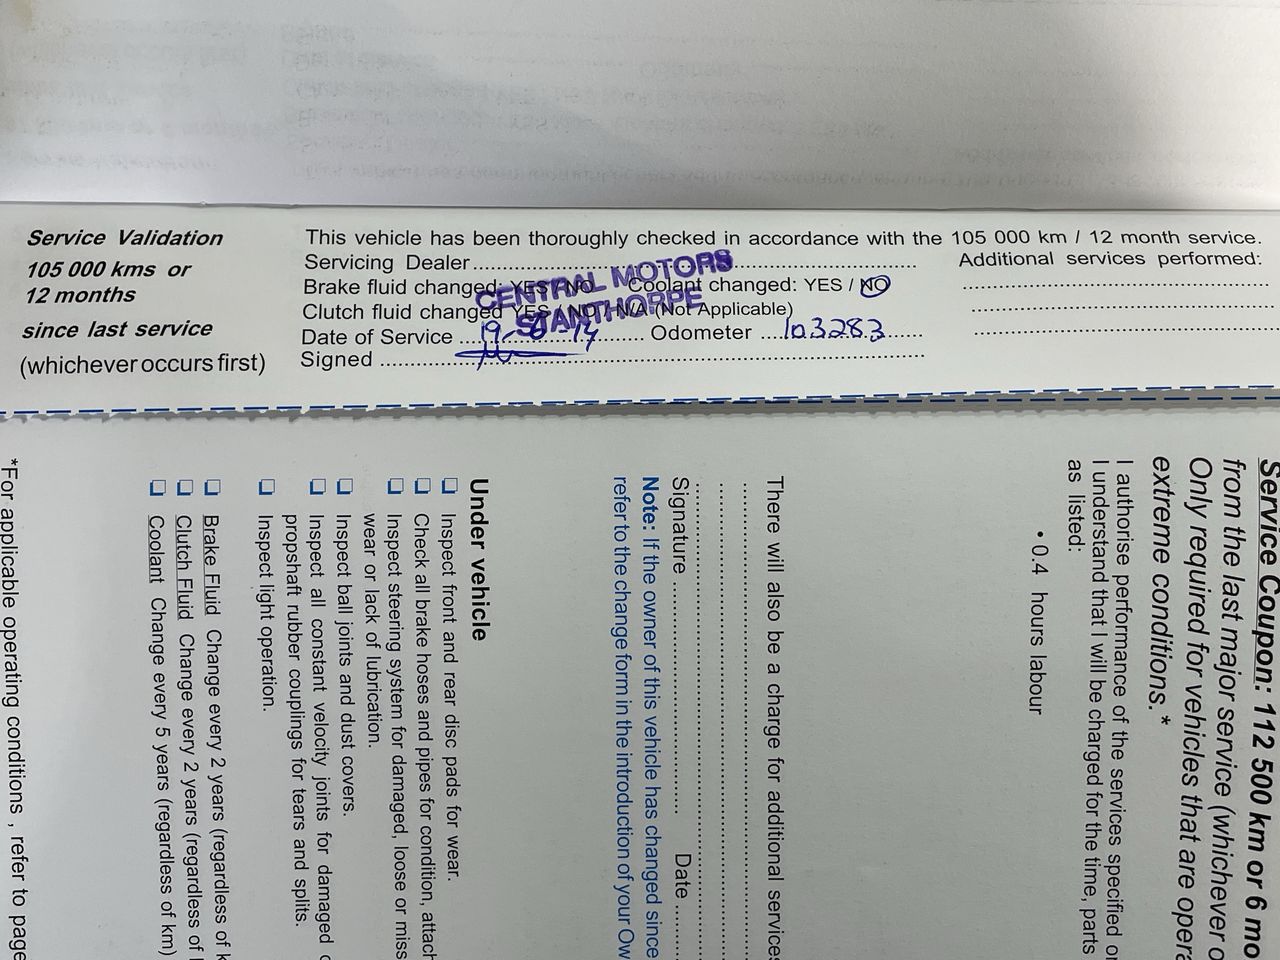 Service Validation
105 000 kms or
12 months
since last service
(whichever occurs first)
This vehicle has been thoroughly checked in accordance with the 105 000 km / 12 month service.
Servicing Dealer
Additional services performed:
CENTRAL MOTORS
STANTHORPE
Brake fluid changed: YES / NO Coolant changed: YES / NO
Clutch fluid changed YES / NO / N/A (Not Applicable)
Date of Service 19-6-14 Odometer 103283
Signed
Service Coupon: 112 500 km or 6 mo
from the last major service (whichever o
Only required for vehicles that are opera
extreme conditions. *
I authorise performance of the services specified or
I understand that I will be charged for the time, parts
as listed:
• 0.4 hours labour
There will also be a charge for additional services
Signature Date
Note: If the owner of this vehicle has changed since
refer to the change form in the introduction of your Ow
Under vehicle
❑ Inspect front and rear disc pads for wear.
❑ Check all brake hoses and pipes for condition, attach
❑ Inspect steering system for damaged, loose or miss
wear or lack of lubrication.
❑ Inspect ball joints and dust covers.
❑ Inspect all constant velocity joints for damaged
propshaft rubber couplings for tears and splits.
❑ Inspect light operation.
❑ Brake Fluid Change every 2 years (regardless of k
❑ Clutch Fluid Change every 2 years (regardless of
❑ Coolant Change every 5 years (regardless of km)
*For applicable operating conditions , refer to page